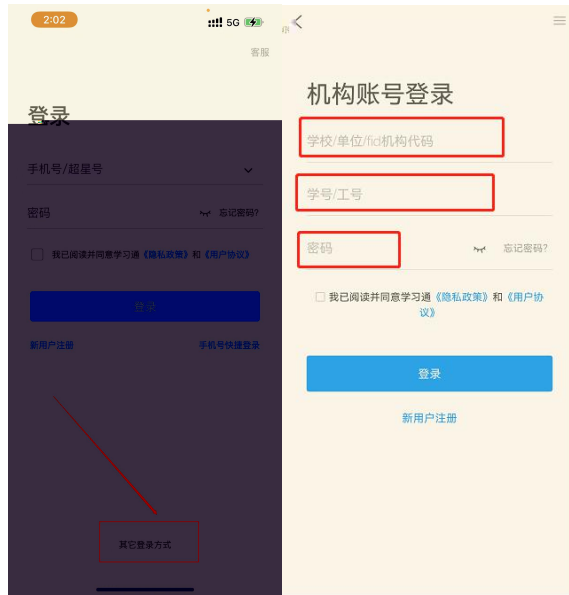 2:02
5G
客服
登录
手机号/超星号
密码
忘记密码?
我已阅读并同意学习通《隐私政策》和《用户协议》
登录
新用户注册
手机号快捷登录
其它登录方式
机构账号登录
学校/单位/fid机构代码
学号/工号
密码
忘记密码?
我已阅读并同意学习通《隐私政策》和《用户协
议》
登录
新用户注册